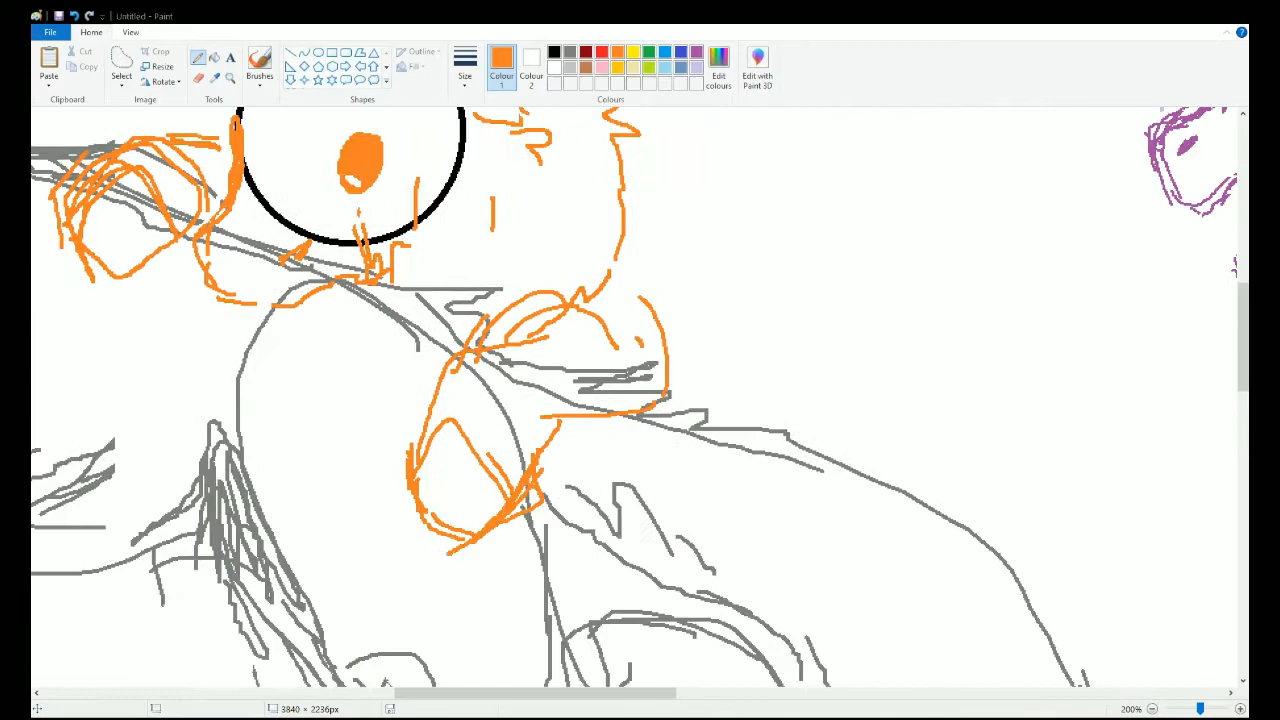 Untitled - Paint
File Home View
Paste
Cut
Copy
Clipboard
Select
Crop
Resize
Rotate
Image
A
Tools
Brushes
Shapes
Outline
Fill
Size
Colour 1
Colour 2
Edit colours
Colours
Edit with Paint 3D
3840 × 2236px
200%